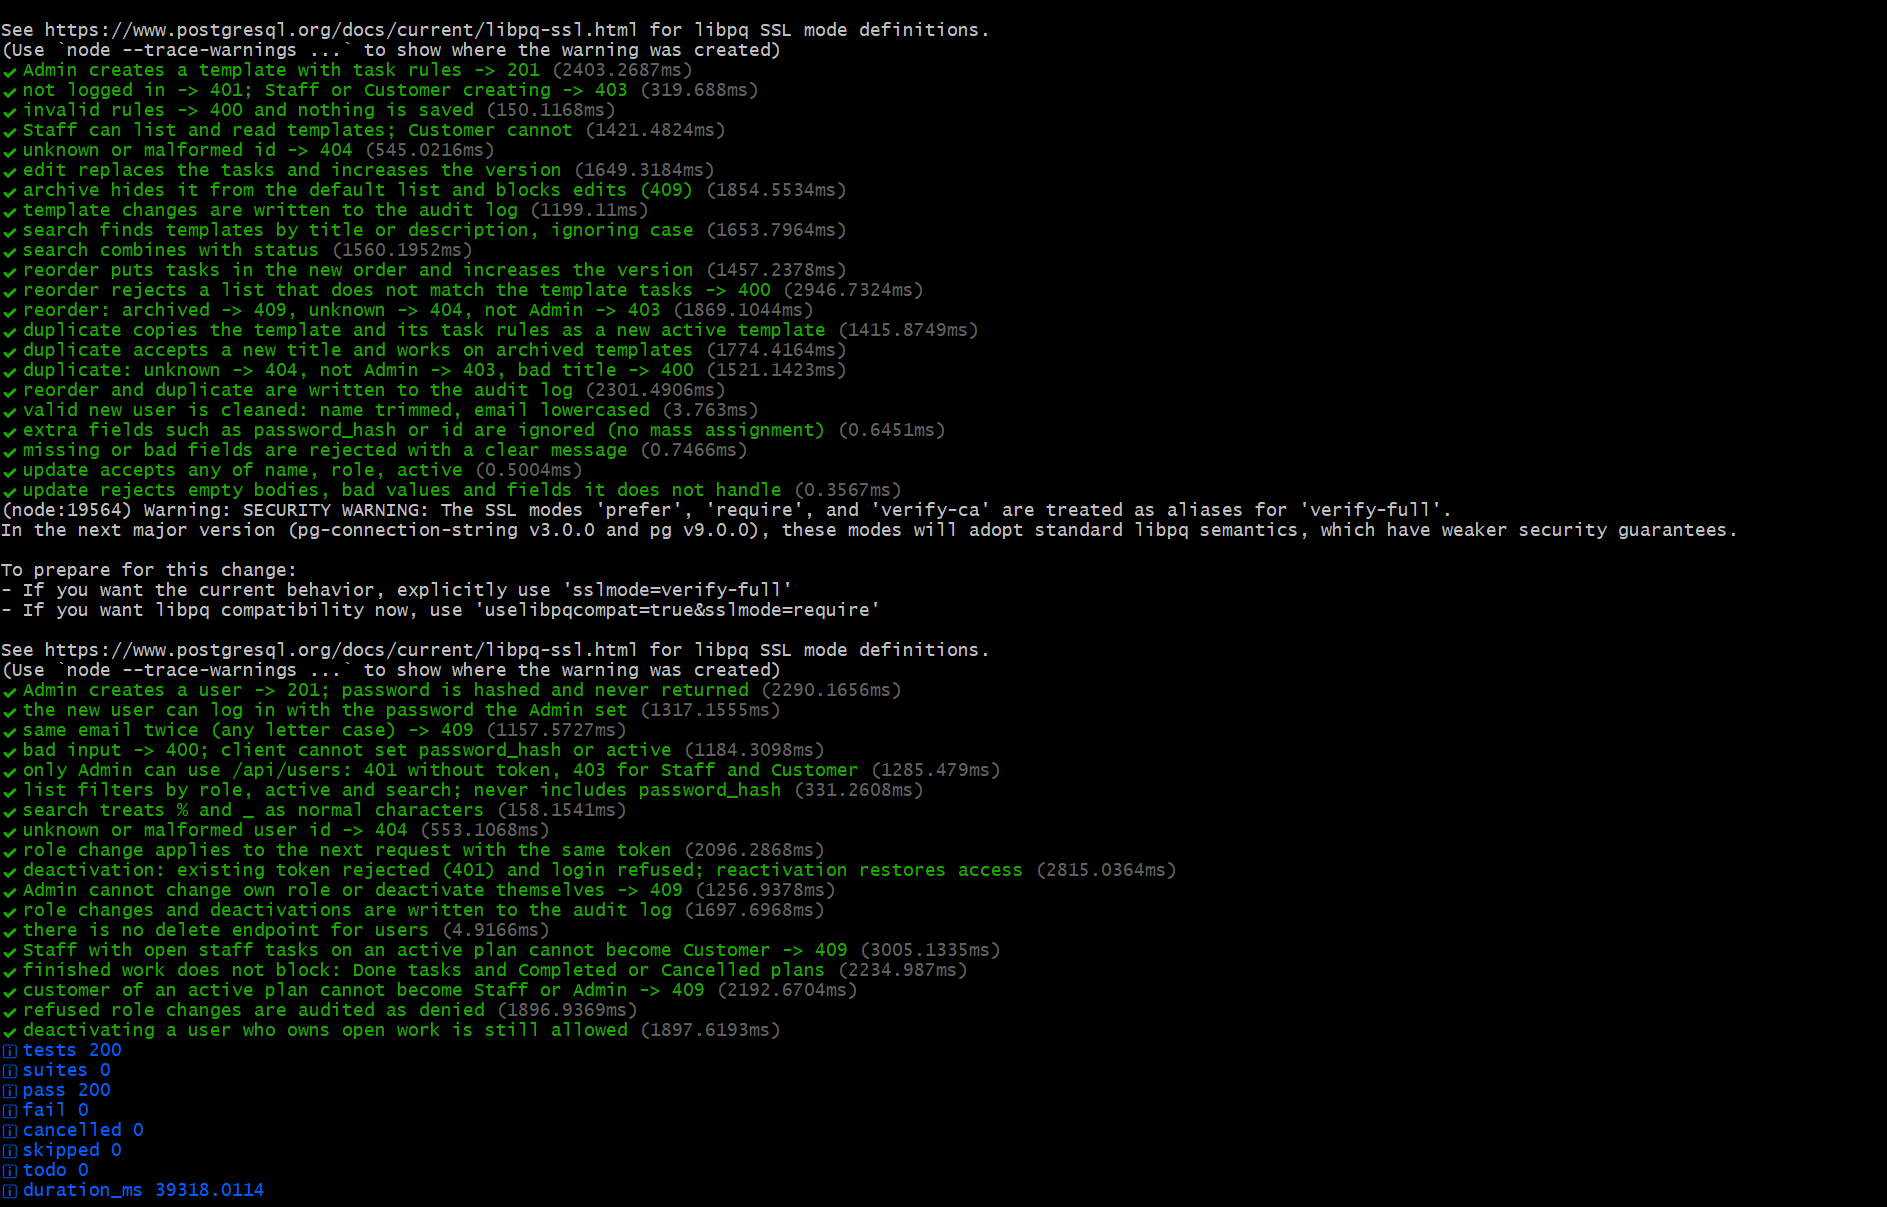 See https://www.postgresql.org/docs/current/libpq-ssl.html for libpq SSL mode definitions.
(Use `node --trace-warnings ...` to show where the warning was created)
✔ Admin creates a template with task rules -> 201 (2403.2687ms)
✔ not logged in -> 401; Staff or Customer creating -> 403 (319.688ms)
✔ invalid rules -> 400 and nothing is saved (150.1168ms)
✔ Staff can list and read templates; Customer cannot (1421.4824ms)
✔ unknown or malformed id -> 404 (545.0216ms)
✔ edit replaces the tasks and increases the version (1649.3184ms)
✔ archive hides it from the default list and blocks edits (409) (1854.5534ms)
✔ template changes are written to the audit log (1199.11ms)
✔ search finds templates by title or description, ignoring case (1653.7964ms)
✔ search combines with status (1560.1952ms)
✔ reorder puts tasks in the new order and increases the version (1457.2378ms)
✔ reorder rejects a list that does not match the template tasks -> 400 (2946.7324ms)
✔ reorder: archived -> 409, unknown -> 404, not Admin -> 403 (1869.1044ms)
✔ duplicate copies the template and its task rules as a new active template (1415.8749ms)
✔ duplicate accepts a new title and works on archived templates (1774.4164ms)
✔ duplicate: unknown -> 404, not Admin -> 403, bad title -> 400 (1521.1423ms)
✔ reorder and duplicate are written to the audit log (2301.4906ms)
✔ valid new user is cleaned: name trimmed, email lowercased (3.763ms)
✔ extra fields such as password_hash or id are ignored (no mass assignment) (0.6451ms)
✔ missing or bad fields are rejected with a clear message (0.7466ms)
✔ update accepts any of name, role, active (0.5004ms)
✔ update rejects empty bodies, bad values and fields it does not handle (0.3567ms)
(node:19564) Warning: SECURITY WARNING: The SSL modes 'prefer', 'require', and 'verify-ca' are treated as aliases for 'verify-full'.
In the next major version (pg-connection-string v3.0.0 and pg v9.0.0), these modes will adopt standard libpq semantics, which have weaker security guarantees.
To prepare for this change:
- If you want the current behavior, explicitly use 'sslmode=verify-full'
- If you want libpq compatibility now, use 'uselibpqcompat=true&sslmode=require'
See https://www.postgresql.org/docs/current/libpq-ssl.html for libpq SSL mode definitions.
(Use `node --trace-warnings ...` to show where the warning was created)
✔ Admin creates a user -> 201; password is hashed and never returned (2290.1656ms)
✔ the new user can log in with the password the Admin set (1317.1555ms)
✔ same email twice (any letter case) -> 409 (1157.5727ms)
✔ bad input -> 400; client cannot set password_hash or active (1184.3098ms)
✔ only Admin can use /api/users: 401 without token, 403 for Staff and Customer (1285.479ms)
✔ list filters by role, active and search; never includes password_hash (331.2608ms)
✔ search treats % and _ as normal characters (158.1541ms)
✔ unknown or malformed user id -> 404 (553.1068ms)
✔ role change applies to the next request with the same token (2096.2868ms)
✔ deactivation: existing token rejected (401) and login refused; reactivation restores access (2815.0364ms)
✔ Admin cannot change own role or deactivate themselves -> 409 (1256.9378ms)
✔ role changes and deactivations are written to the audit log (1697.6968ms)
✔ there is no delete endpoint for users (4.9166ms)
✔ Staff with open staff tasks on an active plan cannot become Customer -> 409 (3005.1335ms)
✔ finished work does not block: Done tasks and Completed or Cancelled plans (2234.987ms)
✔ customer of an active plan cannot become Staff or Admin -> 409 (2192.6704ms)
✔ refused role changes are audited as denied (1896.9369ms)
✔ deactivating a user who owns open work is still allowed (1897.6193ms)
ℹ tests 200
ℹ suites 0
ℹ pass 200
ℹ fail 0
ℹ cancelled 0
ℹ skipped 0
ℹ todo 0
ℹ duration_ms 39318.0114